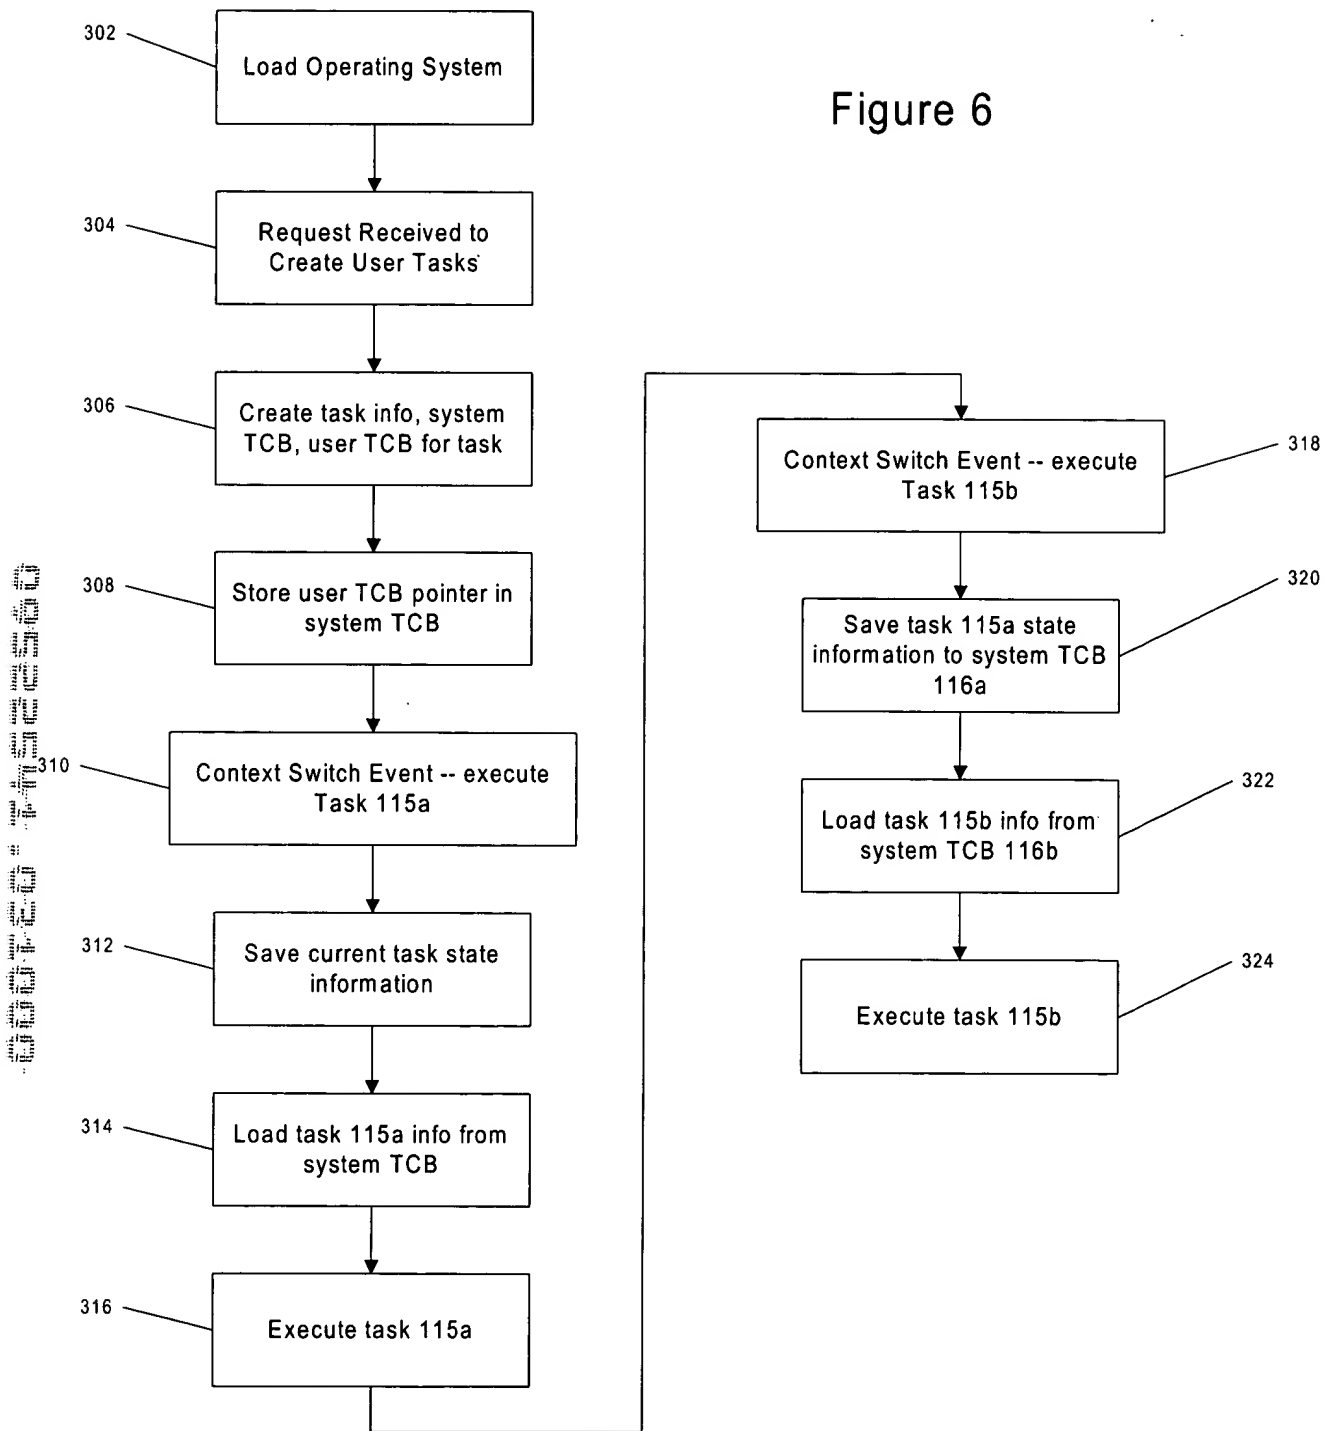 302
Load Operating System
Figure 6
304
Request Received to
Create User Tasks
306
Create task info, system
TCB, user TCB for task
308
Store user TCB pointer in
system TCB
310
Context Switch Event -- execute
Task 115a
312
Save current task state
information
314
Load task 115a info from
system TCB
316
Execute task 115a
318
Context Switch Event -- execute
Task 115b
320
Save task 115a state
information to system TCB
116a
322
Load task 115b info from
system TCB 116b
324
Execute task 115b